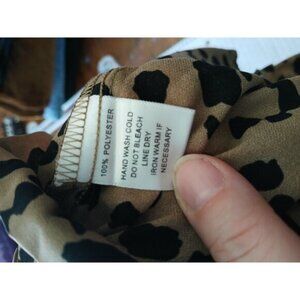 100% POLYESTER
HAND WASH COLD
DO NOT BLEACH
LINE DRY
IRON WARM IF
NECESSARY